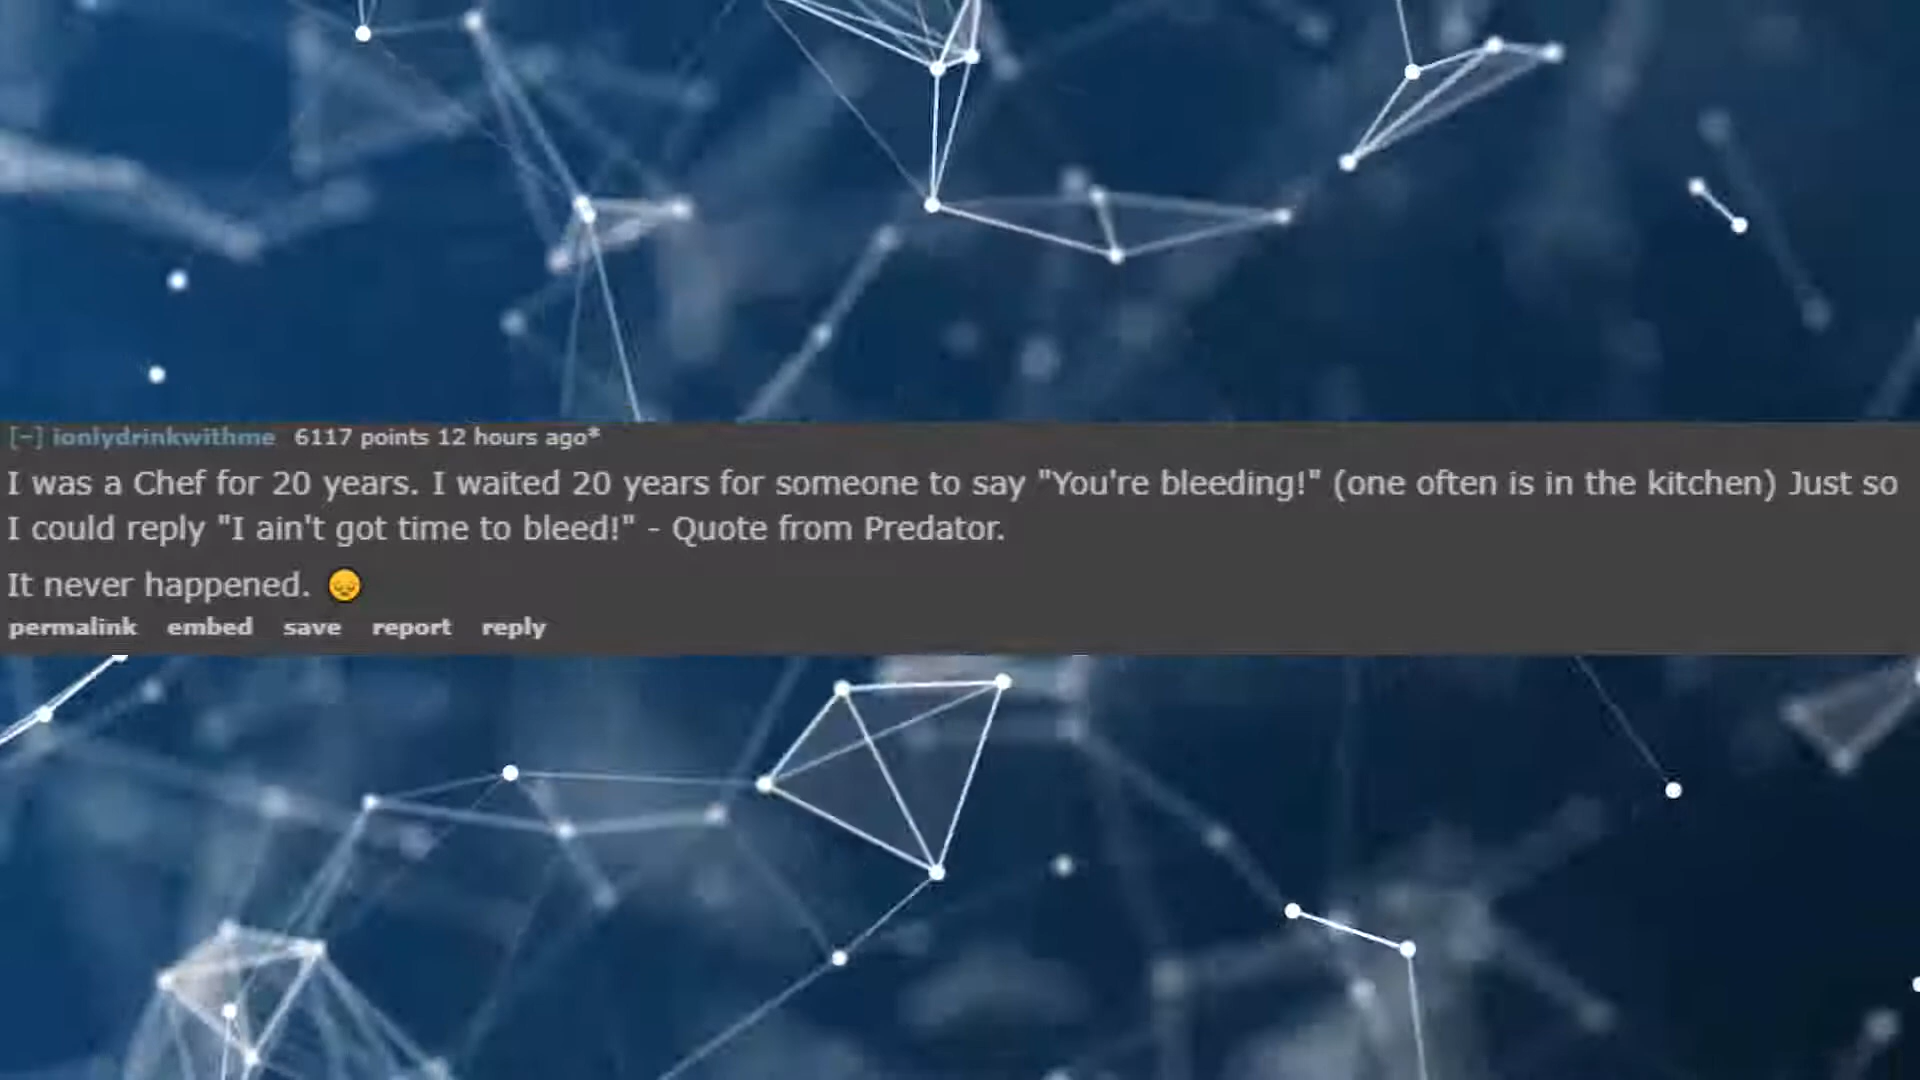 [-] ionlydrinkwithme 6117 points 12 hours ago*
I was a Chef for 20 years. I waited 20 years for someone to say "You're bleeding!" (one often is in the kitchen) Just so
I could reply "I ain't got time to bleed!" - Quote from Predator.
It never happened. 😞
permalink embed save report reply